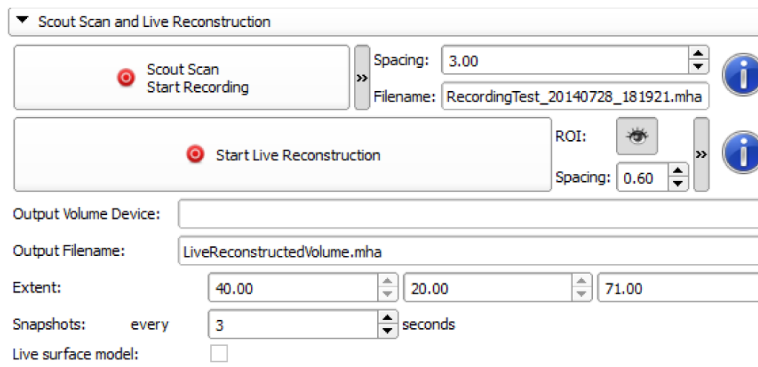 Scout Scan and Live Reconstruction
Scout Scan
Start Recording
»
Spacing: 3.00
Filename: RecordingTest_20140728_181921.mha
i
Start Live Reconstruction
ROI:
»
Spacing: 0.60
i
Output Volume Device:
Output Filename: LiveReconstructedVolume.mha
Extent: 40.00 20.00 71.00
Snapshots: every 3 seconds
Live surface model: